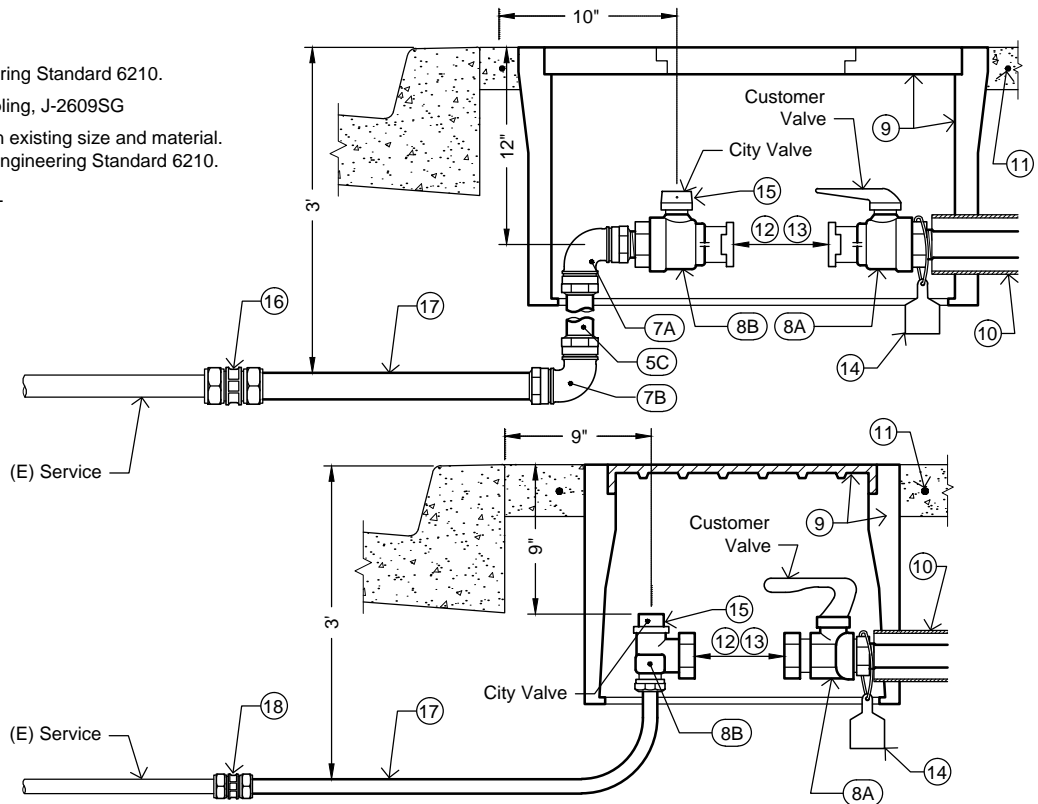 ring Standard 6210.
ling, J-2609SG
n existing size and material.
ngineering Standard 6210.
10"
3'
12"
Customer
Valve
9
11
City Valve
15
12 13
16
17
7A
8B 8A
10
5C
14
7B
(E) Service
9"
11
3'
9"
Customer
Valve
9
10
15
12 13
City Valve
18
17
8B
(E) Service
14
8A